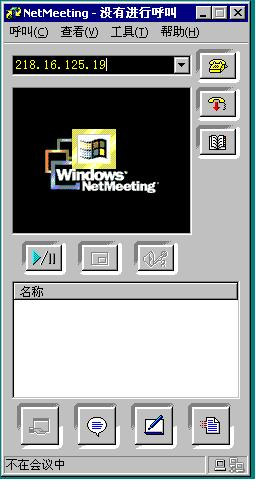 NetMeeting - 没有进行呼叫
呼叫(C) 查看(V) 工具(T) 帮助(H)
218.16.125.19
Windows
NetMeeting
名称
不在会议中